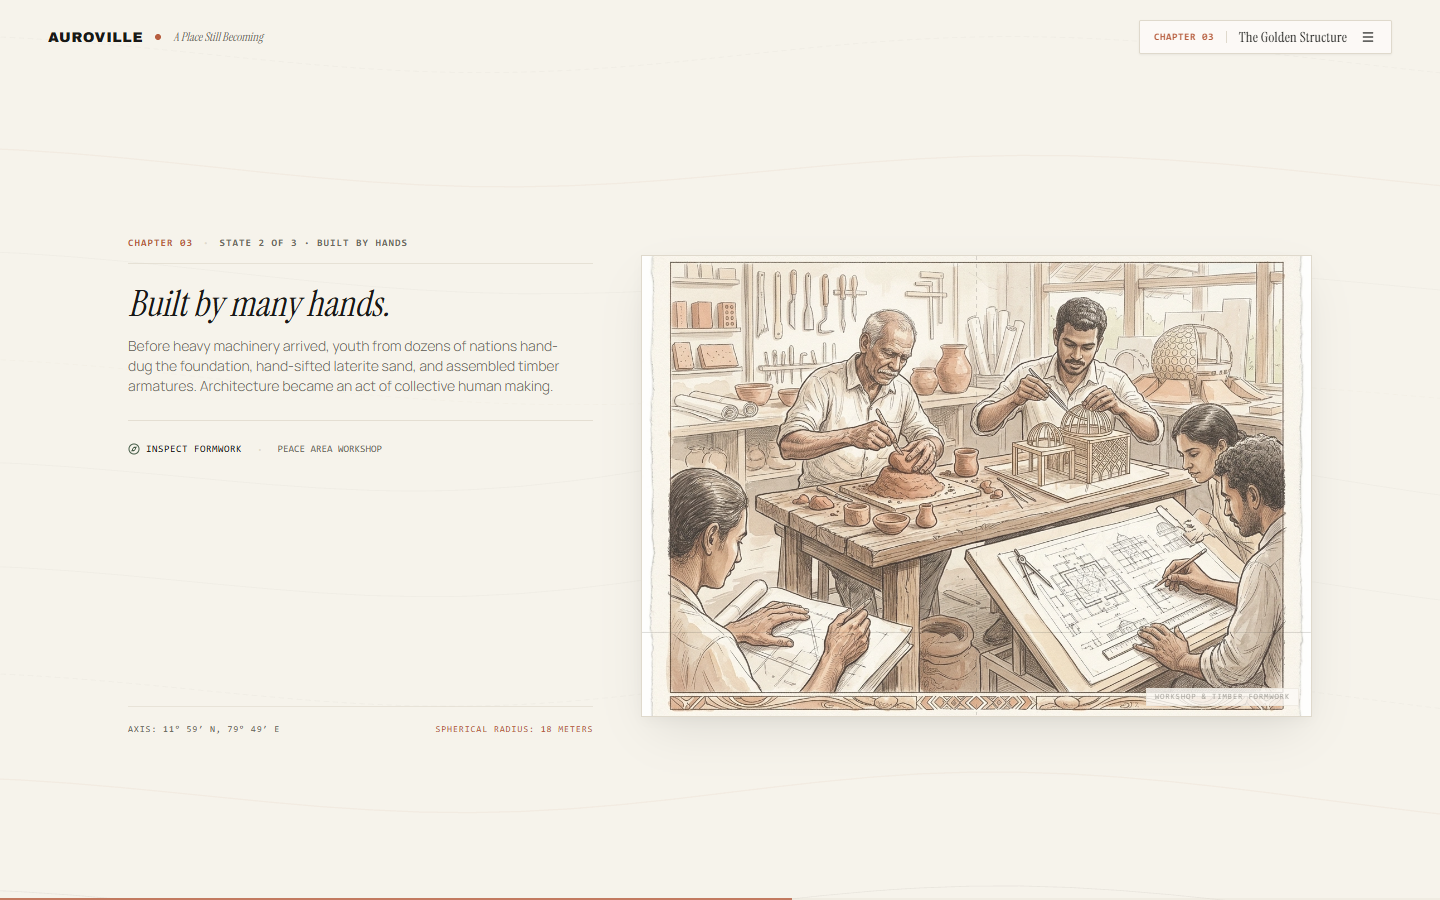 AUROVILLE
A Place Still Becoming
CHAPTER 03
The Golden Structure
CHAPTER 03 · STATE 2 OF 3 · BUILT BY HANDS
Built by many hands.
Before heavy machinery arrived, youth from dozens of nations hand-
dug the foundation, hand-sifted laterite sand, and assembled timber
armatures. Architecture became an act of collective human making.
INSPECT FORMWORK · PEACE AREA WORKSHOP
WORKSHOP & TIMBER FORMWORK
AXIS: 11° 59′ N, 79° 49′ E
SPHERICAL RADIUS: 18 METERS